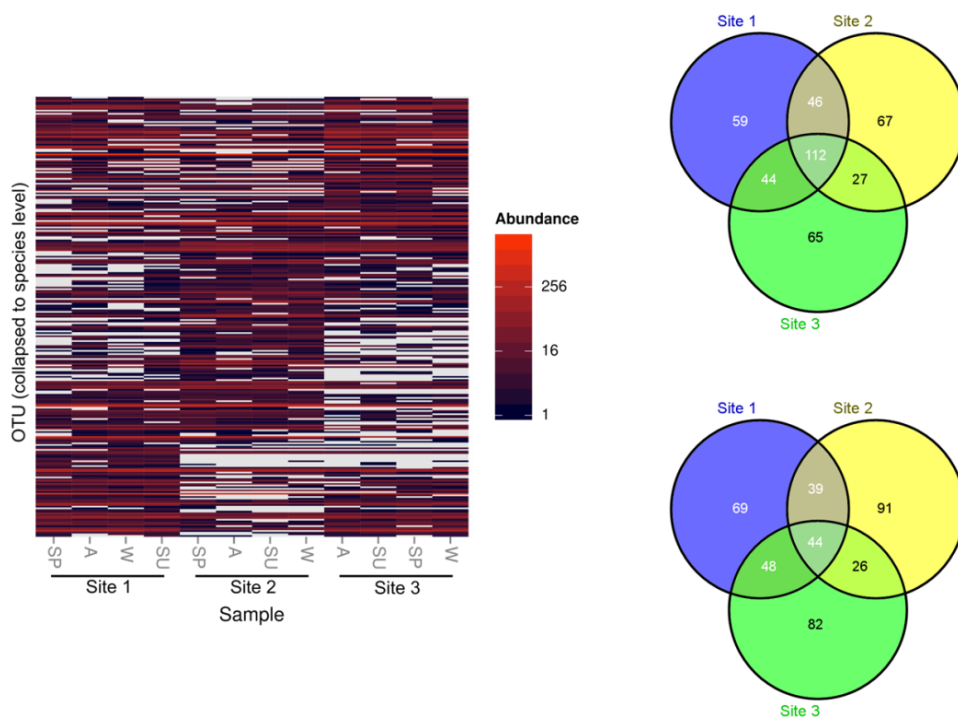 OTU (collapsed to species level)
SP A W SU SP A SU W A SU SP W
Site 1 Site 2 Site 3
Sample
Abundance
256
16
1
Site 1 Site 2
46
59 67
112
44 27
65
Site 3
Site 1 Site 2
39
69 91
44
48 26
82
Site 3